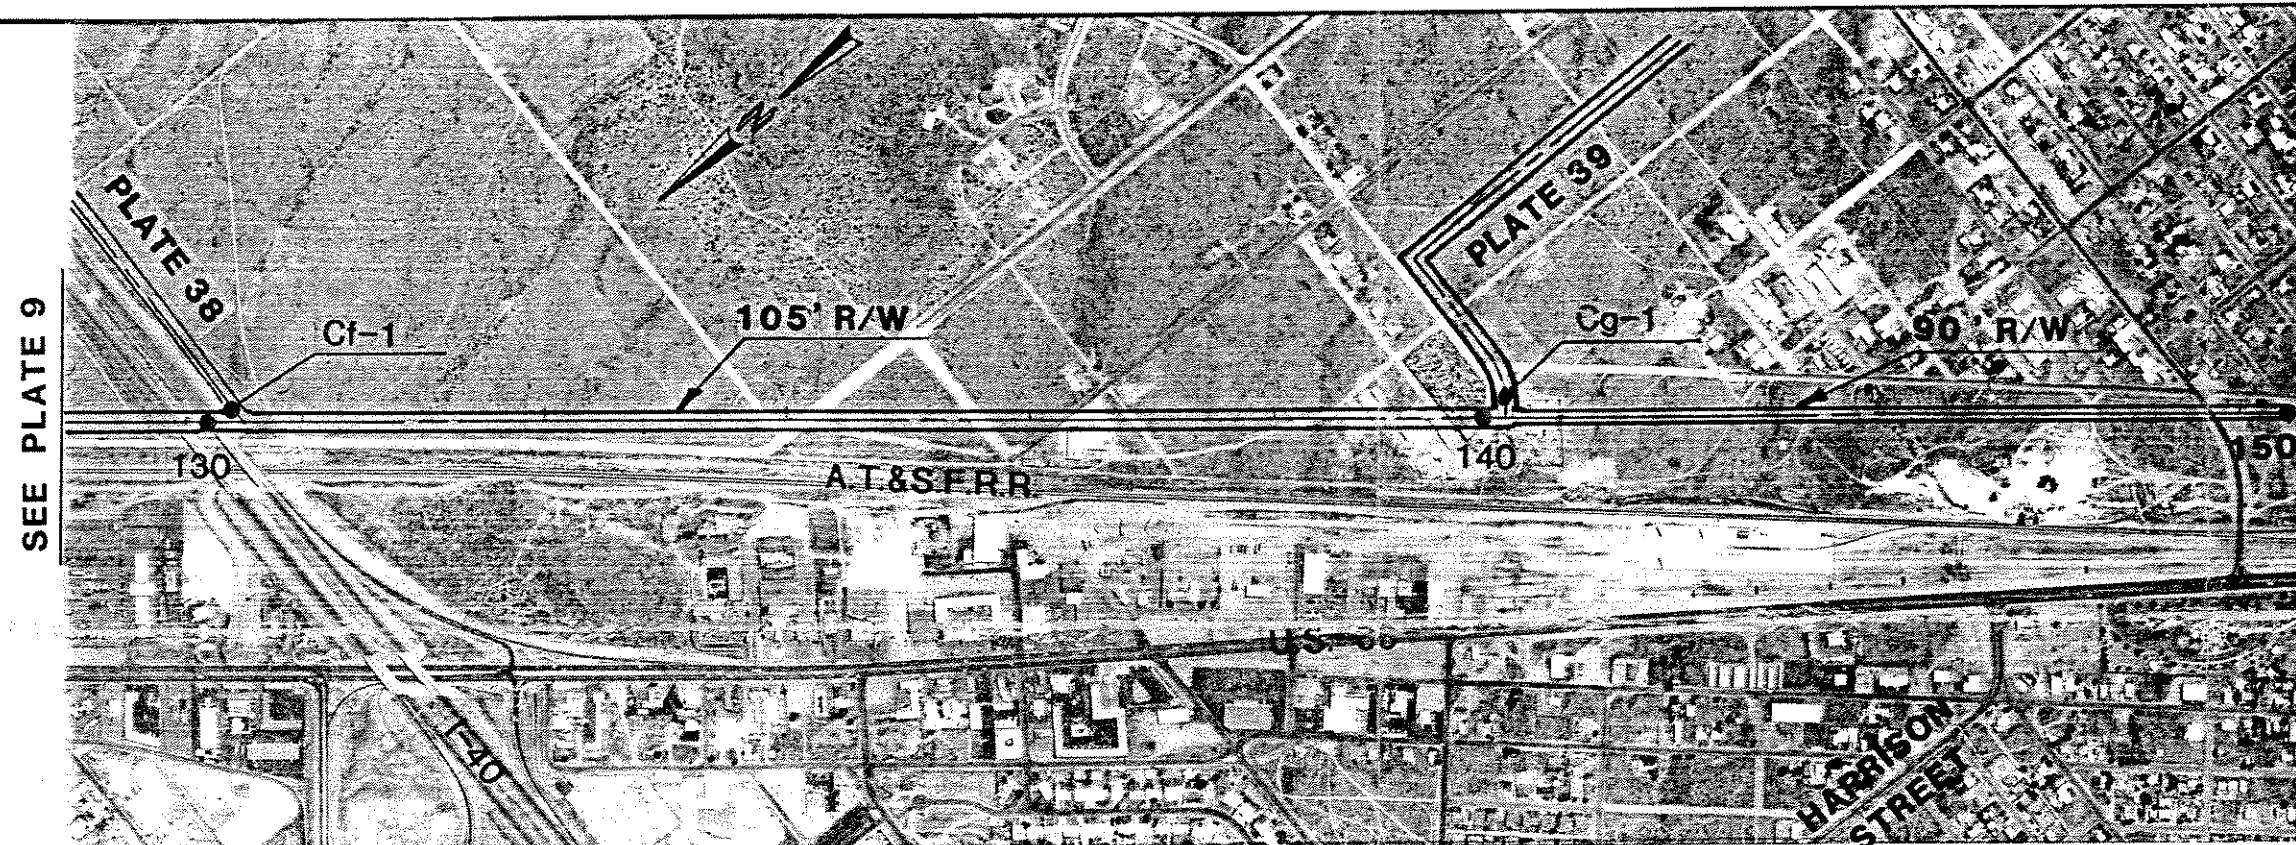 N
PLATE 38
PLATE 39
SEE PLATE 9
Cf-1
105' R/W
Cg-1
90' R/W
130
A.T.&S.F.R.R.
140
150
U.S.-66
I-40
HARRISON
STREET